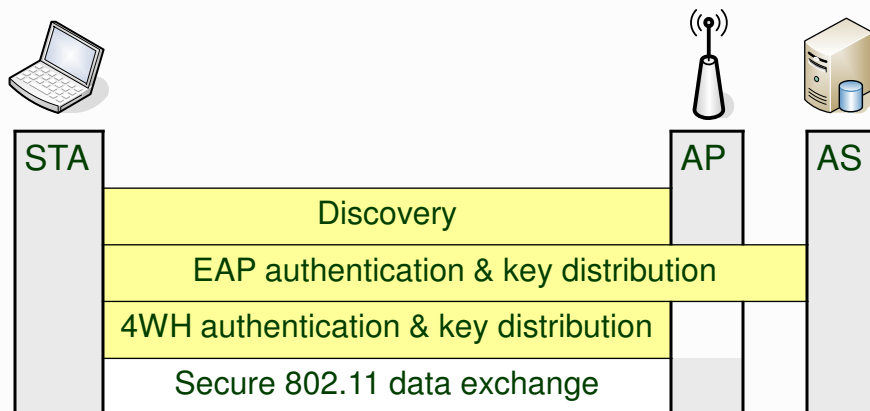 STA
AP
AS
Discovery
EAP authentication & key distribution
4WH authentication & key distribution
Secure 802.11 data exchange